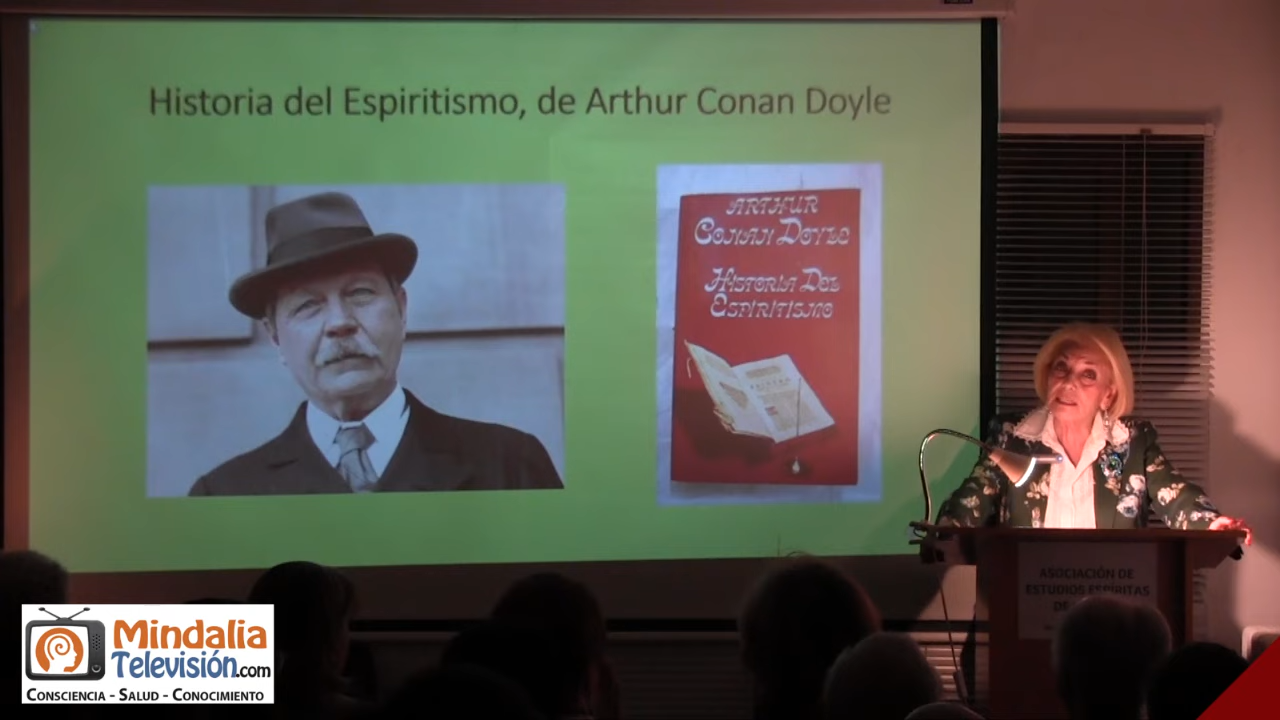 Historia del Espiritismo, de Arthur Conan Doyle
ARTHUR
CONAN DOYLE
HISTORIA DEL
ESPIRITISMO
ASOCIACIÓN DE
ESTUDIOS ESPÍRITAS
DE
Mindalia
Televisión.com
CONSCIENCIA - SALUD - CONOCIMIENTO